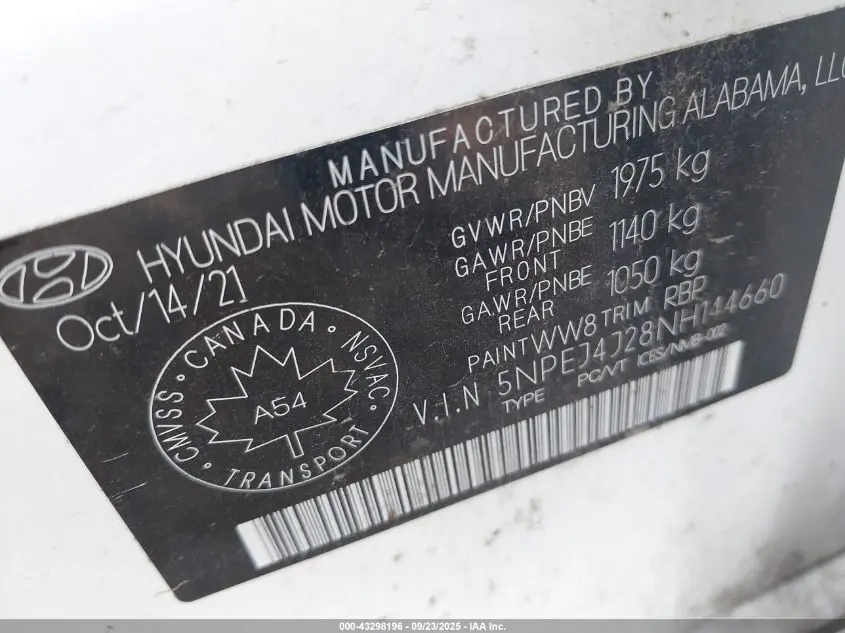 MANUFACTURED BY
HYUNDAI MOTOR MANUFACTURING ALABAMA, LLC
Oct/14/21
GVWR/PNBV 1975 kg
GAWR/PNBE FRONT 1140 kg
GAWR/PNBE REAR 1050 kg
PAINT WW8 TRIM RBP
V.I.N 5NPEJ4J28NH144660
TYPE PC/VT ICES/NMB-002
CANADA
CMVSS
NSVAC
A54
TRANSPORT
000-43298196 - 09/23/2025 - IAA Inc.